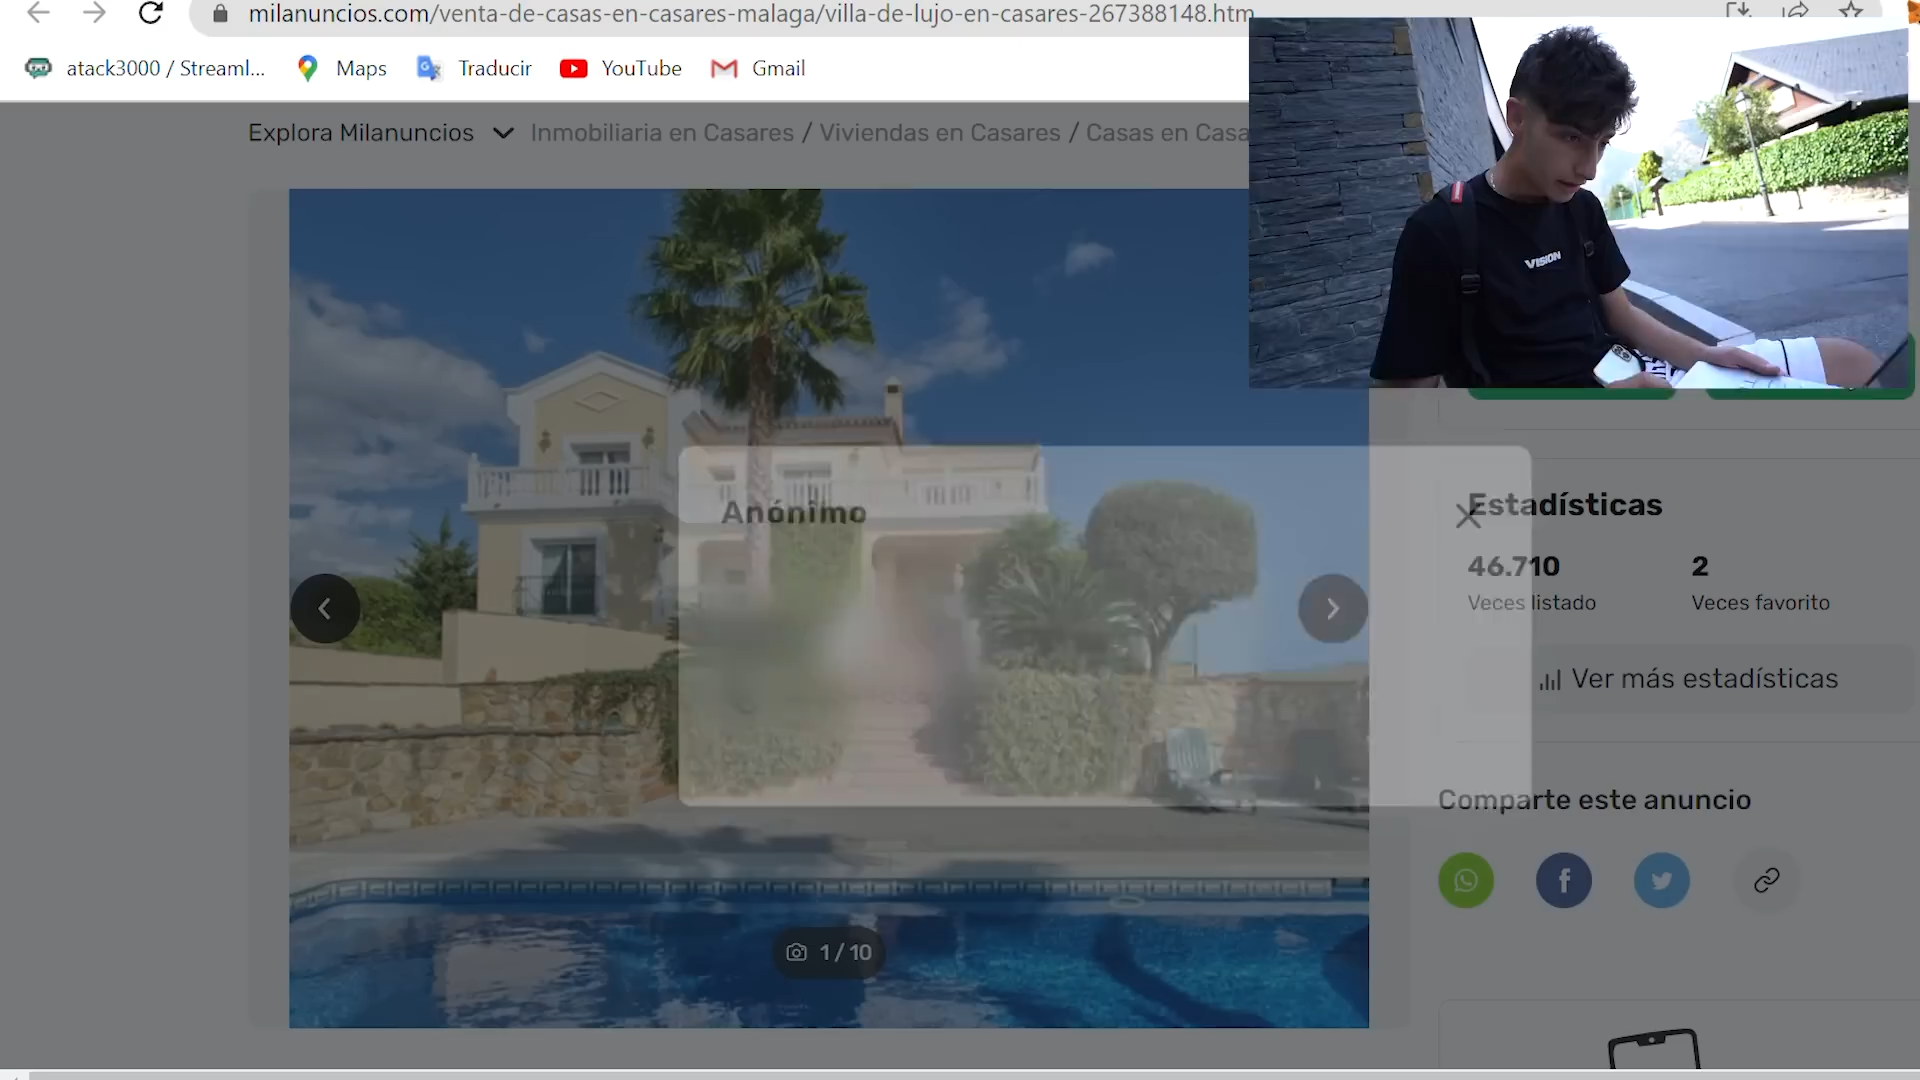 milanuncios.com/venta-de-casas-en-casares-malaga/villa-de-lujo-en-casares-267388148.htm
atack3000 / Streaml... Maps Traducir YouTube Gmail
Explora Milanuncios Inmobiliaria en Casares / Viviendas en Casares / Casas en Casa
VISION
Anónimo
Estadísticas
46.710 2
Veces listado Veces favorito
Ver más estadísticas
Comparte este anuncio
1 / 10